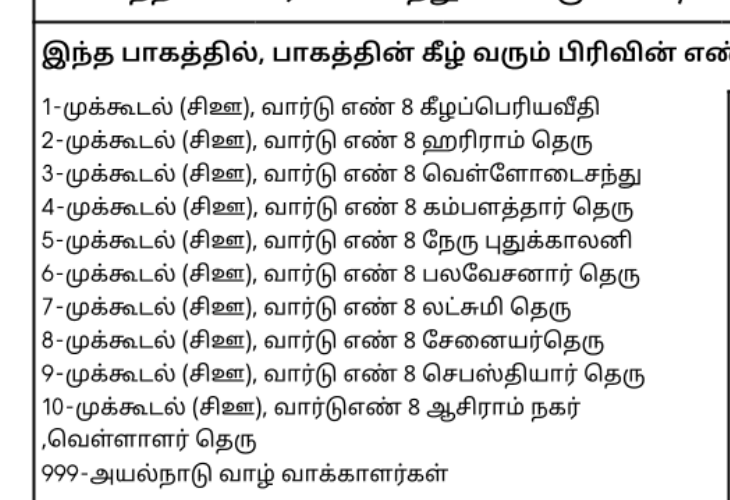 இந்த பாகத்தில், பாகத்தின் கீழ் வரும் பிரிவின்
1-முக்கூடல் (சிஊ), வார்டு எண் 8 கீழப்பெரியவீதி
2-முக்கூடல் (சிஊ), வார்டு எண் 8 ஹரிராம் தெரு
3-முக்கூடல் (சிஊ), வார்டு எண் 8 வெள்ளோடைசந்து
4-முக்கூடல் (சிஊ), வார்டு எண் 8 கம்பளத்தார் தெரு
5-முக்கூடல் (சிஊ), வார்டு எண் 8 நேரு புதுக்காலனி
6-முக்கூடல் (சிஊ), வார்டு எண் 8 பலவேசனார் தெரு
7-முக்கூடல் (சிஊ), வார்டு எண் 8 லட்சுமி தெரு
8-முக்கூடல் (சிஊ), வார்டு எண் 8 சேனையர்தெரு
9-முக்கூடல் (சிஊ), வார்டு எண் 8 செபஸ்தியார் தெரு
10-முக்கூடல் (சிஊ), வார்டுஎண் 8 ஆசிராம் நகர்
,வெள்ளாளர் தெரு
999-அயல்நாடு வாழ் வாக்காளர்கள்